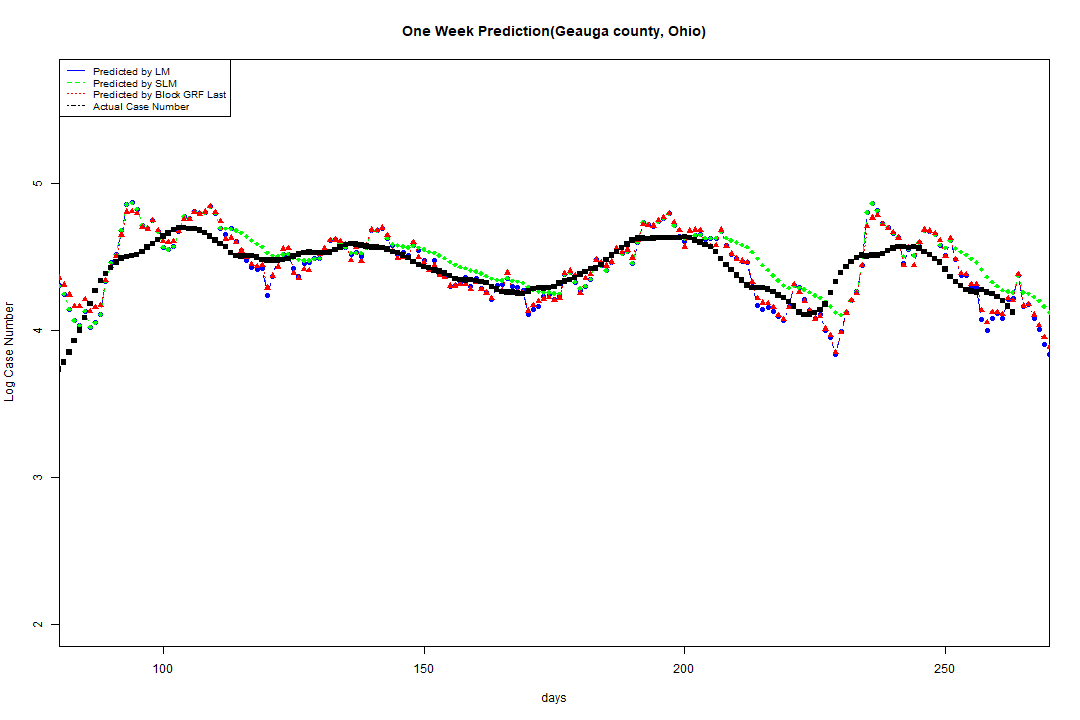 One Week Prediction(Geauga county, Ohio)
Predicted by LM
Predicted by SLM
Predicted by Block GRF Last
Actual Case Number
5
4
3
2
Log Case Number
100
150
200
250
days